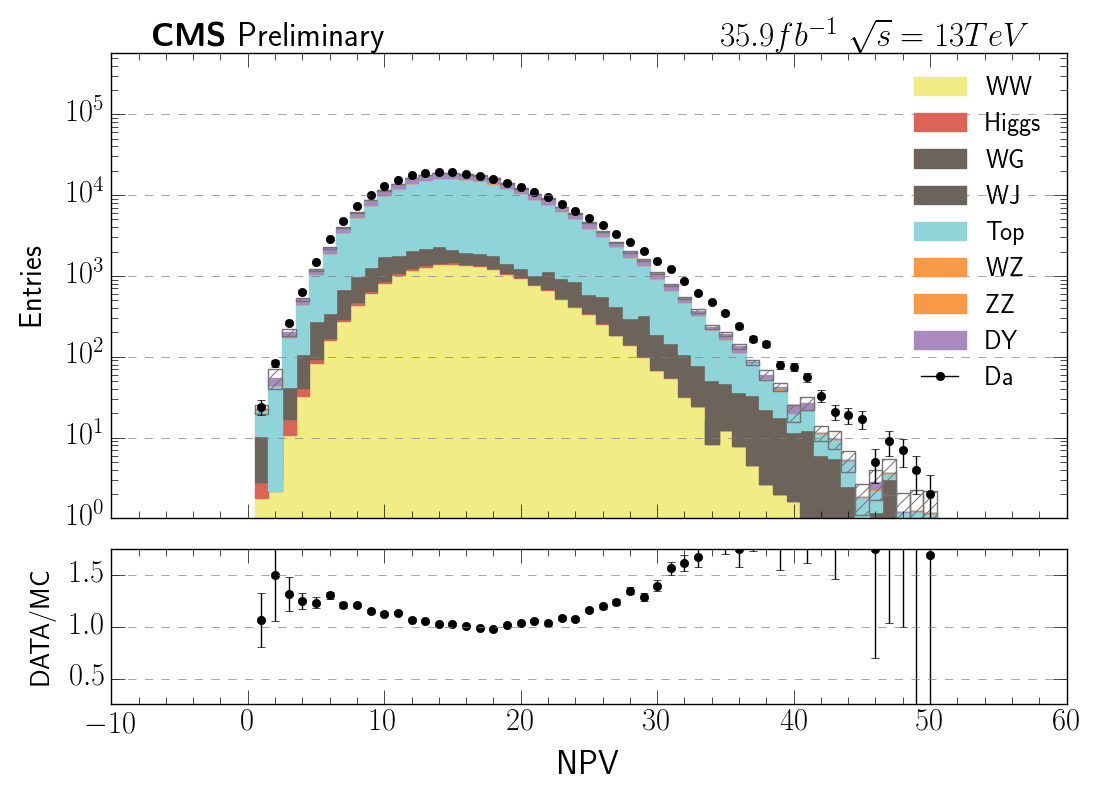 CMS Preliminary 35.9fb⁻¹ √s = 13TeV
Entries
10⁵
10⁴
10³
10²
10¹
10⁰
WW
Higgs
WG
WJ
Top
WZ
ZZ
DY
Da
DATA/MC
1.5
1.0
0.5
−10 0 10 20 30 40 50 60
NPV